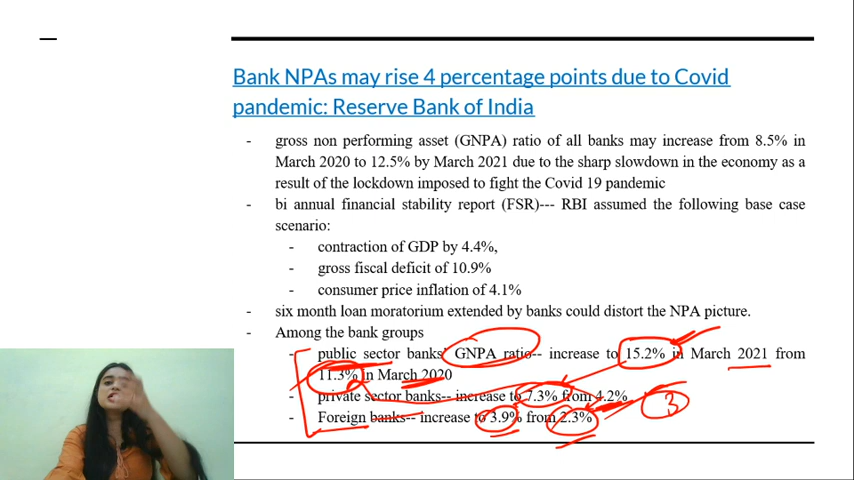 Bank NPAs may rise 4 percentage points due to Covid
pandemic: Reserve Bank of India
- gross non performing asset (GNPA) ratio of all banks may increase from 8.5% in
March 2020 to 12.5% by March 2021 due to the sharp slowdown in the economy as a
result of the lockdown imposed to fight the Covid 19 pandemic
- bi annual financial stability report (FSR)--- RBI assumed the following base case
scenario:
- contraction of GDP by 4.4%,
- gross fiscal deficit of 10.9%
- consumer price inflation of 4.1%
- six month loan moratorium extended by banks could distort the NPA picture.
- Among the bank groups
- public sector banks' GNPA ratio-- increase to 15.2% in March 2021 from
11.3% in March 2020
- private sector banks-- increase to 7.3% from 4.2%
- Foreign banks-- increase to 3.9% from 2.3%
3